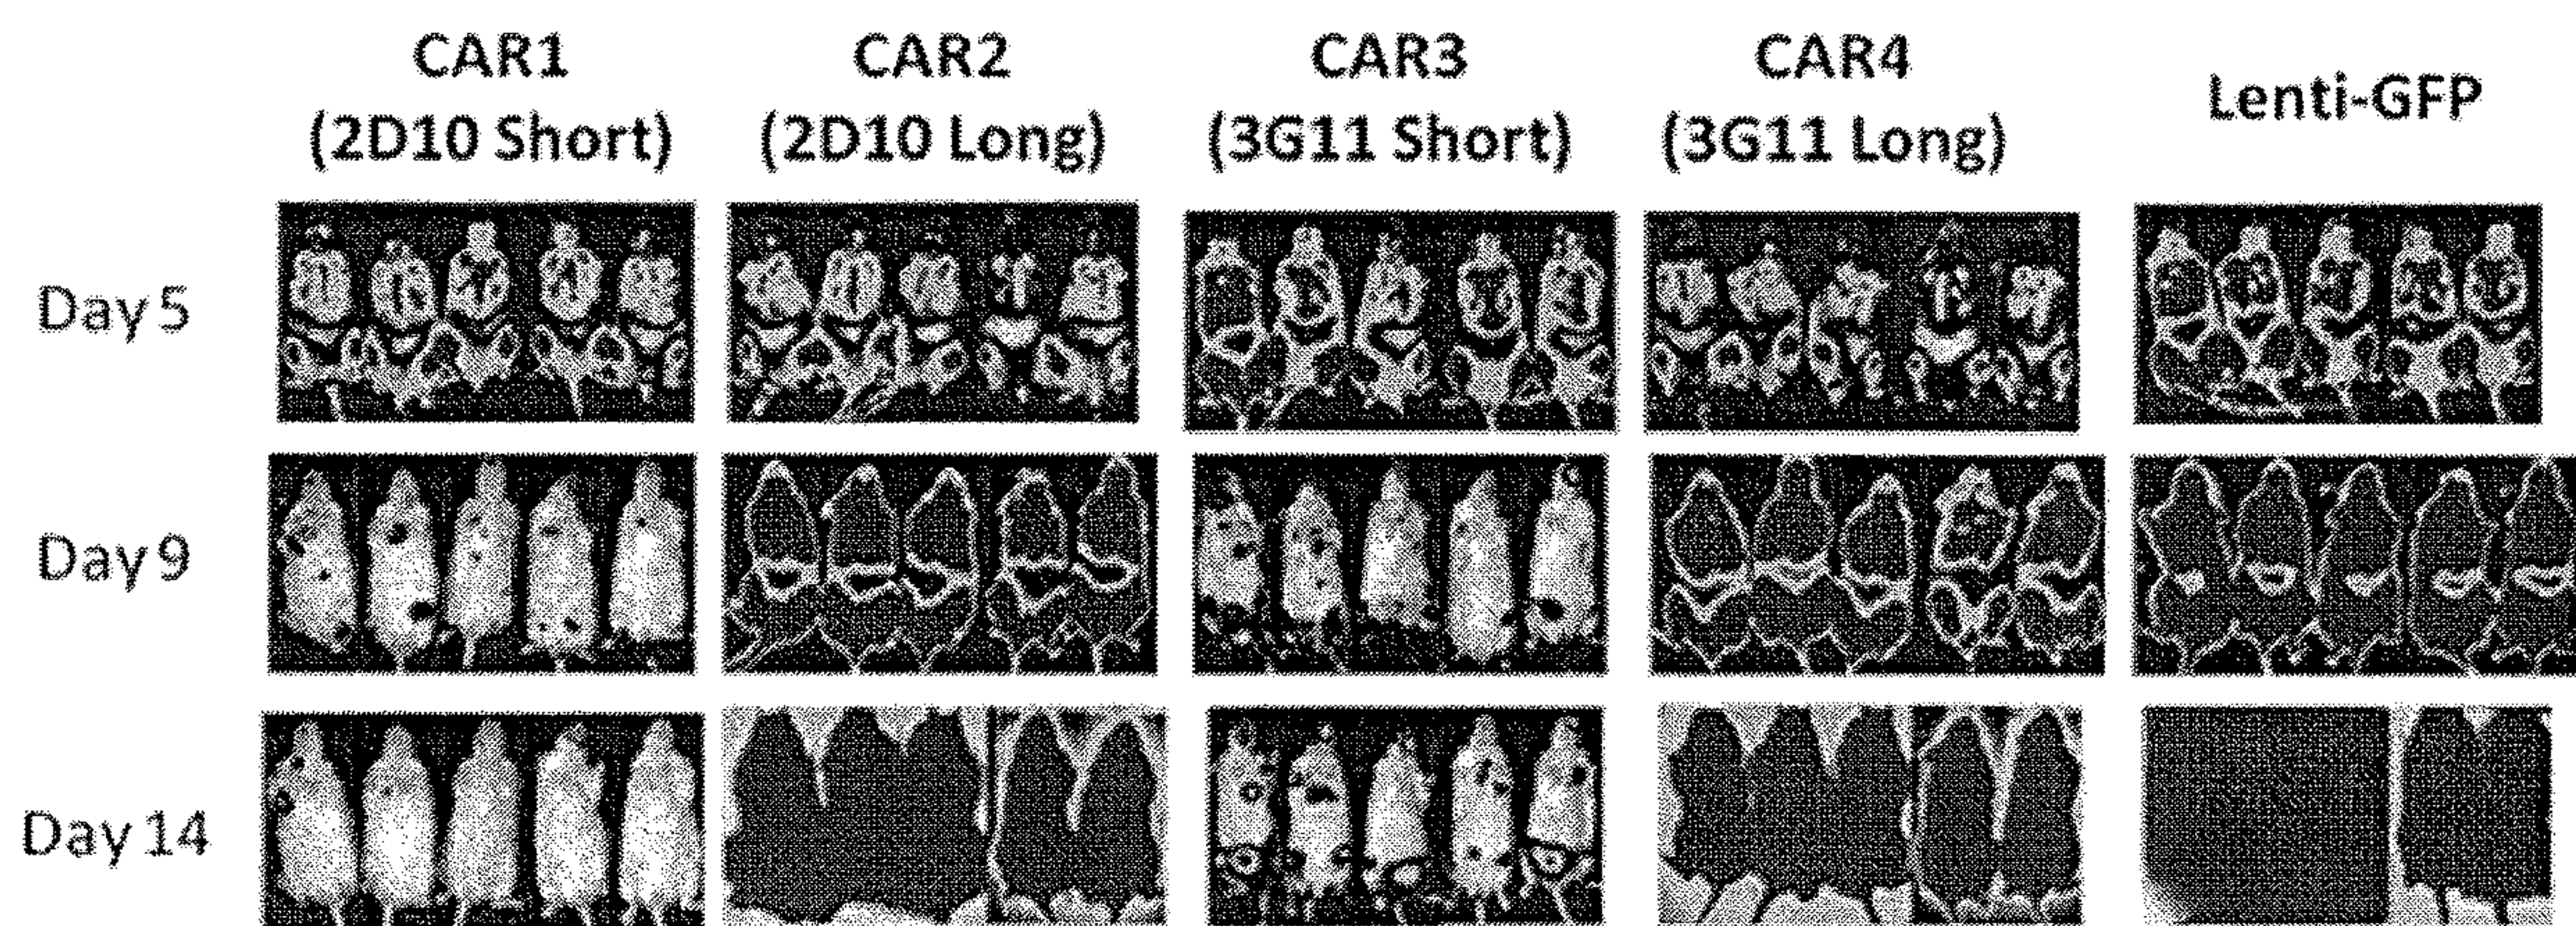 CAR1
(2D10 Short)
CAR2
(2D10 Long)
CAR3
(3G11 Short)
CAR4
(3G11 Long)
Lenti-GFP
Day 5
Day 9
Day 14